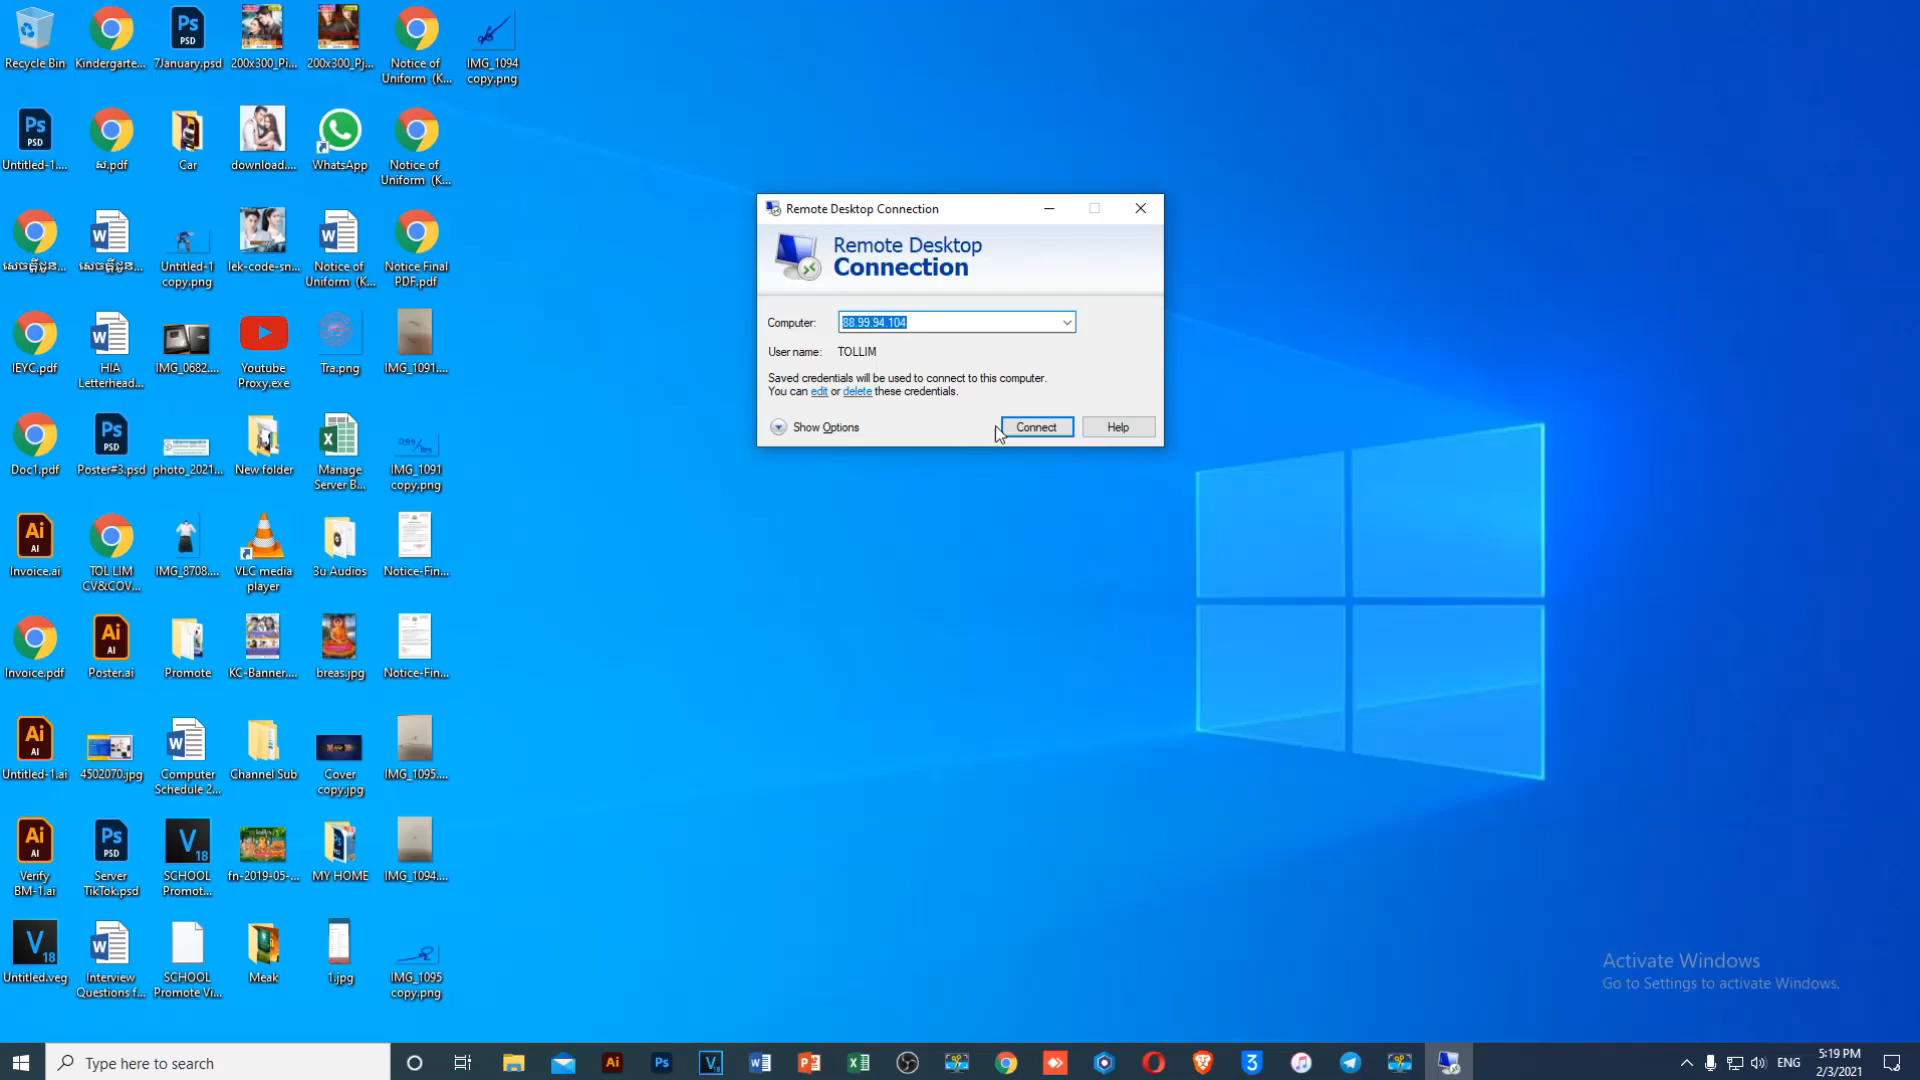 Recycle Bin
Kindergarte...
7January.psd
200x300_Pi...
200x300_Pj...
Notice of
Uniform (K...
IMG_1094
copy.png
Untitled-1....
ស.pdf
Car
download....
WhatsApp
Notice of
Uniform (K...
សេចក្តីជូន...
សេចក្តីជូន...
Untitled-1
copy.png
lek-code-sn...
Notice of
Uniform (K...
Notice Final
PDF.pdf
IEYC.pdf
HIA
Letterhead...
IMG_0682....
Youtube
Proxy.exe
Tra.png
IMG_1091....
Doc1.pdf
Poster#3.psd
photo_2021...
New folder
Manage
Server B...
IMG_1091
copy.png
Invoice.ai
TOL LIM
CV&COV...
IMG_8708....
VLC media
player
3u Audios
Notice-Fin...
Invoice.pdf
Poster.ai
Promote
KC-Banner....
breas.jpg
Notice-Fin...
Untitled-1.ai
4502070.jpg
Computer
Schedule 2...
Channel Sub
Cover
copy.jpg
IMG_1095....
Verify
BM-1.ai
Server
TikTok.psd
SCHOOL
Promot...
fn-2019-05-...
MY HOME
IMG_1094....
Untitled.veg
Interview
Questions f...
SCHOOL
Promote Vi...
Meak
1.jpg
IMG_1095
copy.png
Remote Desktop Connection
Remote Desktop
Connection
Computer: 88.99.94.104
User name: TOLLIM
Saved credentials will be used to connect to this computer.
You can edit or delete these credentials.
Show Options
Connect
Help
Activate Windows
Go to Settings to activate Windows.
Type here to search
ENG
5:19 PM
2/3/2021